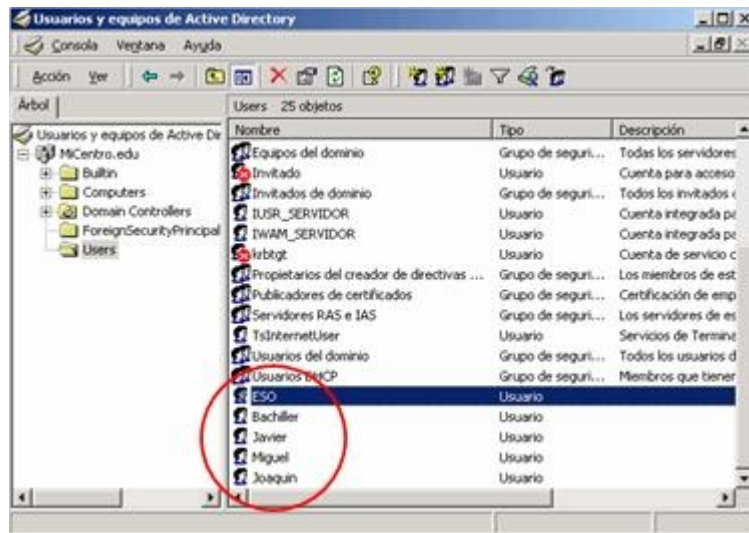 Usuarios y equipos de Active Directory
Consola Ventana Ayuda
Acción Ver
Árbol
Users 25 objetos
Usuarios y equipos de Active Dir
MiCentro.edu
Builtin
Computers
Domain Controllers
ForeignSecurityPrincipal
Users
Nombre Tipo Descripción
Equipos del dominio Grupo de seguri... Todas los servidores
Invitado Usuario Cuenta para acceso
Invitados de dominio Grupo de seguri... Todos los invitados
IUSR_SERVIDOR Usuario Cuenta integrada pa
IWAM_SERVIDOR Usuario Cuenta integrada pa
krbtgt Usuario Cuenta de servicio c
Propietarios del creador de directivas ... Grupo de seguri... Los miembros de est
Publicadores de certificados Grupo de seguri... Certificación de emp
Servidores RAS e IAS Grupo de seguri... Los servidores de es
TsInternetUser Usuario Servicios de Termina
Usuarios del dominio Grupo de seguri... Todos los usuarios d
Usuarios DHCP Grupo de seguri... Miembros que tiener
ESO Usuario
Bachiller Usuario
Javier Usuario
Miguel Usuario
Joaquin Usuario